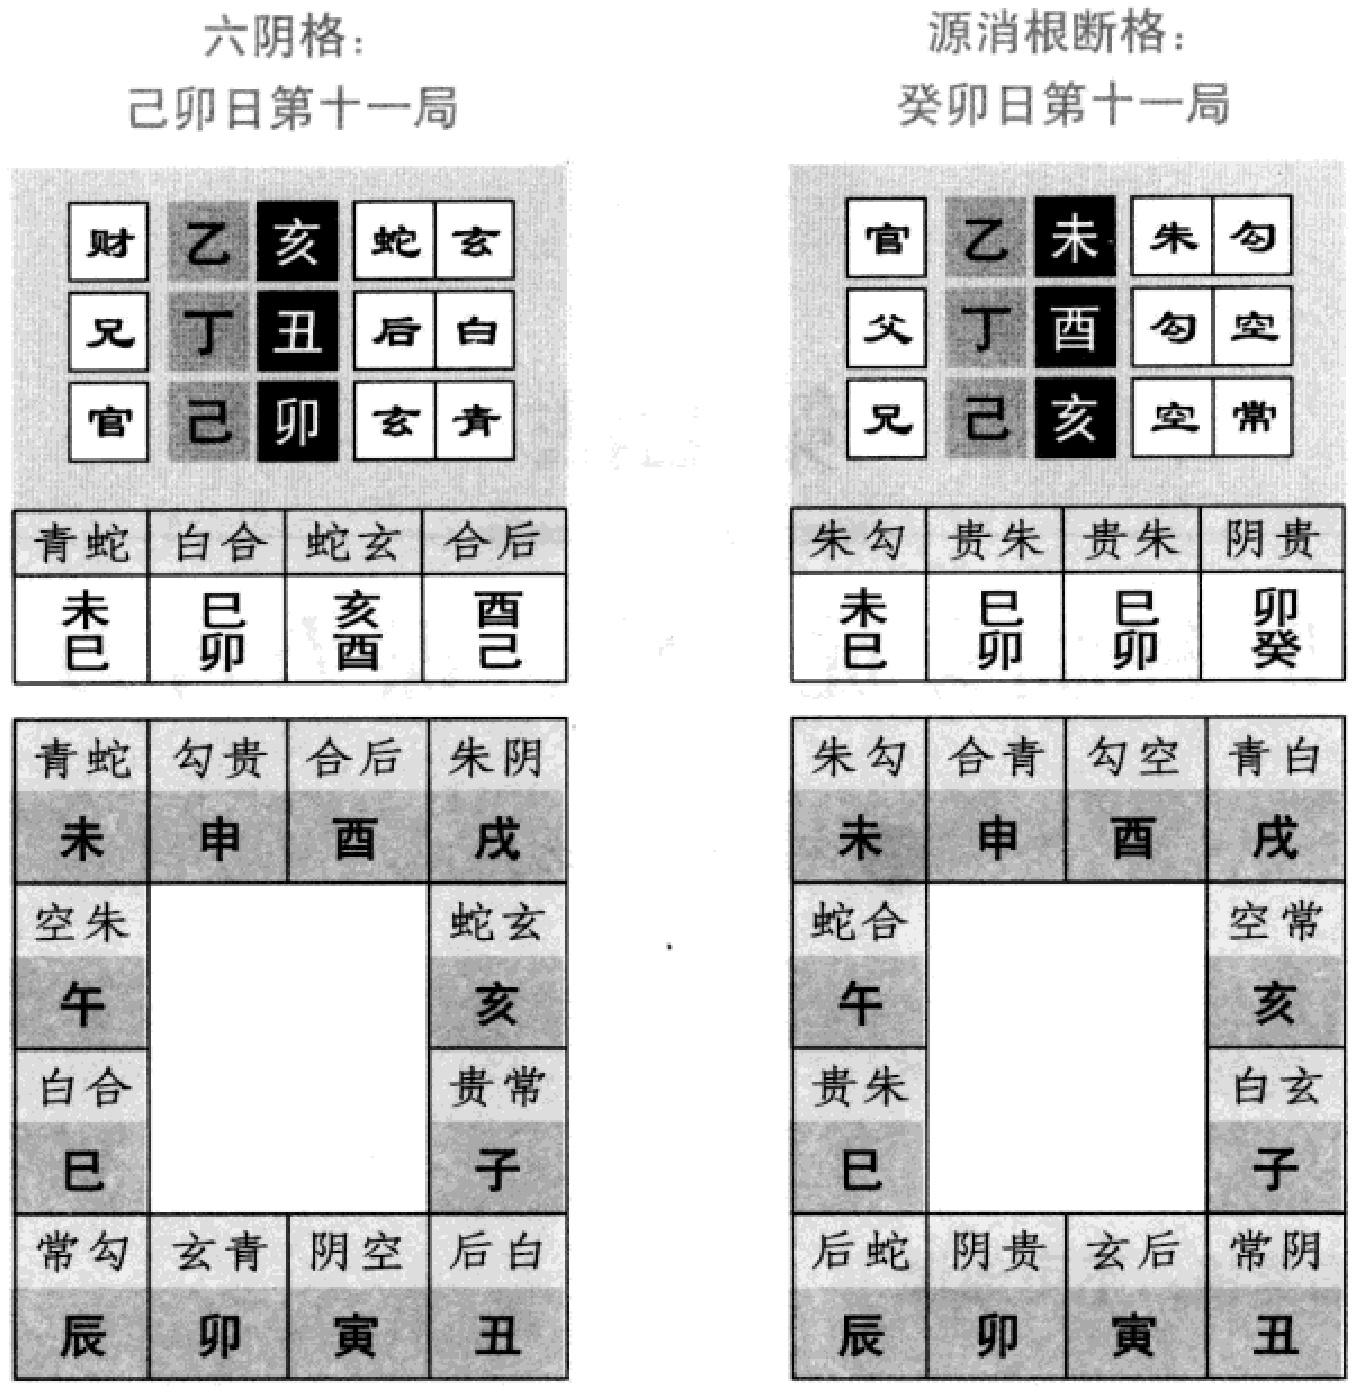 六阴格：
己卯日第十一局
财 乙 亥 蛇 玄
兄 丁 丑 后 白
官 己 卯 玄 青
青蛇 白合 蛇玄 合后
未 巳 亥 酉
巳 卯 酉 己
青蛇 勾贵 合后 朱阴
未 申 酉 戌
空朱 蛇玄
午 亥
白合 贵常
巳 子
常勾 玄青 阴空 后白
辰 卯 寅 丑
源消根断格：
癸卯日第十一局
官 乙 未 朱 勾
父 丁 酉 勾 空
兄 己 亥 空 常
朱勾 贵朱 贵朱 阴贵
未 巳 巳 卯
巳 卯 卯 癸
朱勾 合青 勾空 青白
未 申 酉 戌
蛇合 空常
午 亥
贵朱 白玄
巳 子
后蛇 阴贵 玄后 常阴
辰 卯 寅 丑